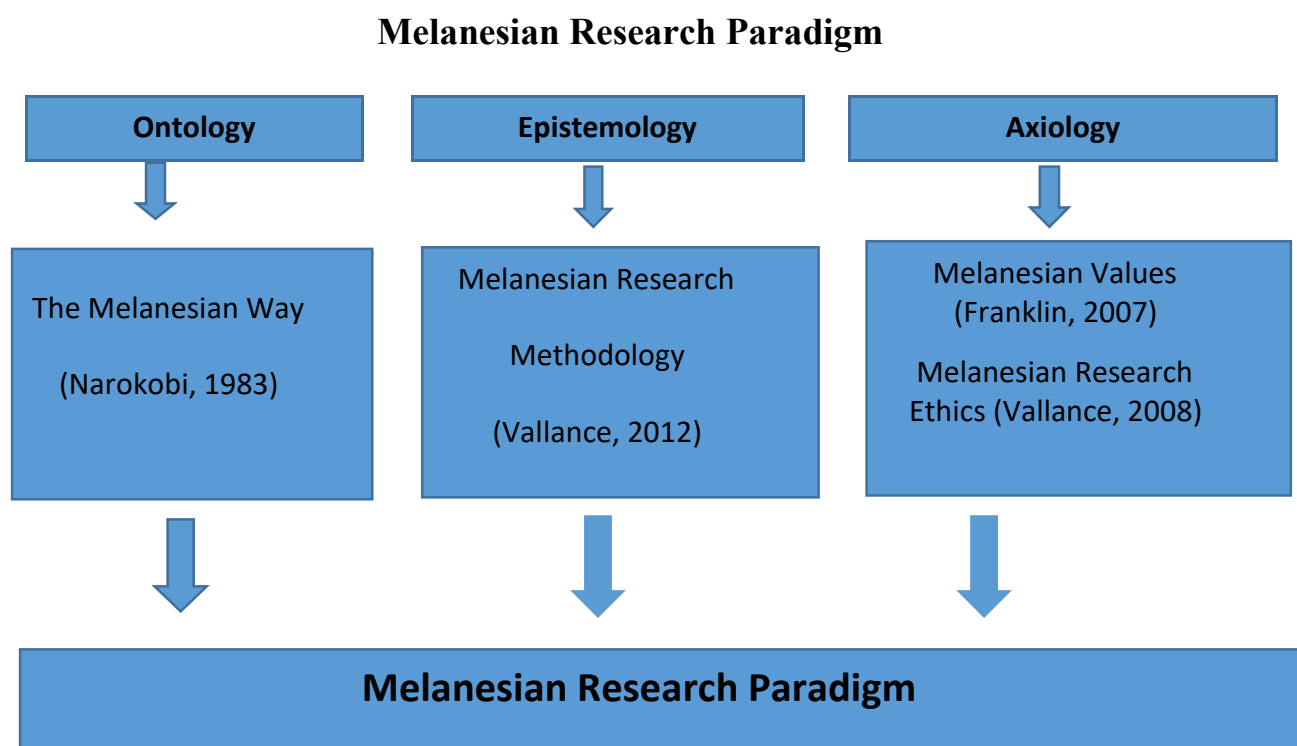 Melanesian Research Paradigm
Ontology
Epistemology
Axiology
The Melanesian Way
(Narokobi, 1983)
Melanesian Research
Methodology
(Vallance, 2012)
Melanesian Values
(Franklin, 2007)
Melanesian Research
Ethics (Vallance, 2008)
Melanesian Research Paradigm